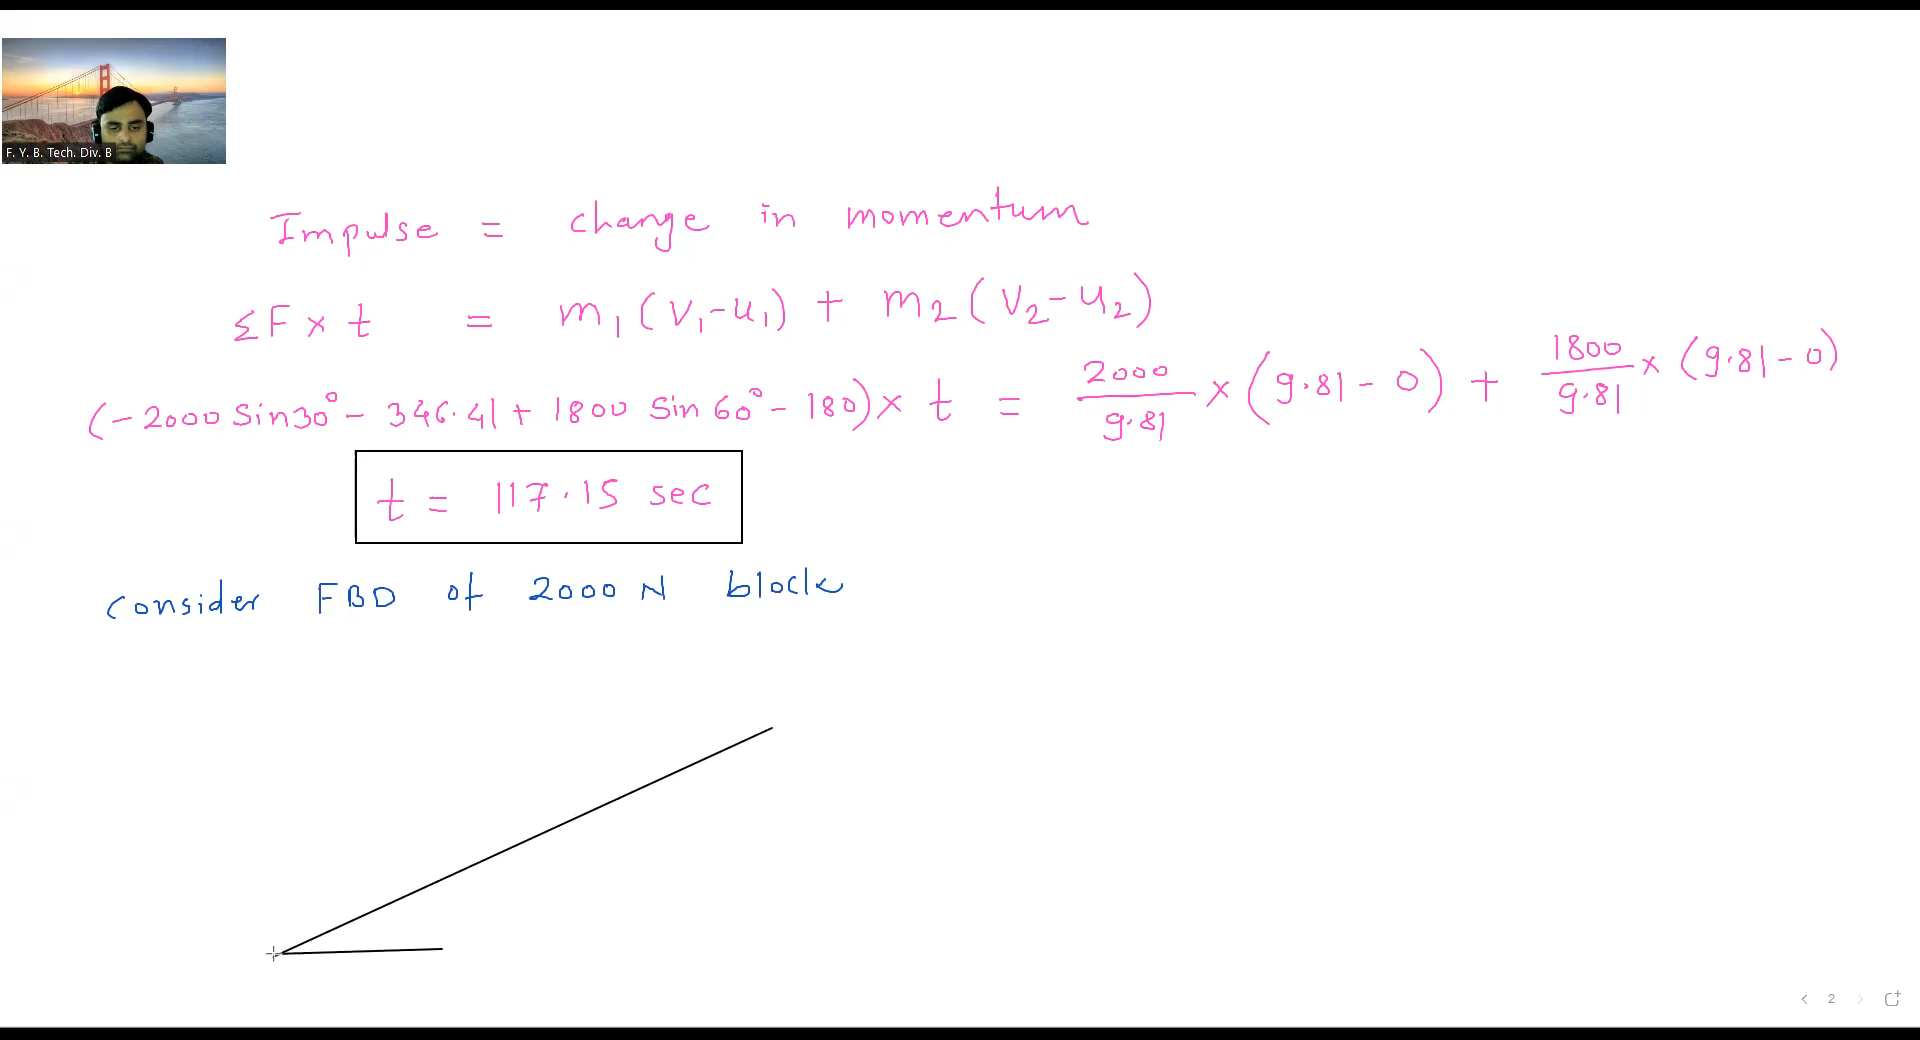 F. Y. B. Tech. Div. B
Impulse = change in momentum
ΣF × t = m₁(v₁-u₁) + m₂(v₂-u₂)
(-2000 Sin30° - 346.41 + 1800 Sin 60° - 180) × t = 2000/9.81 × (9.81 - 0) + 1800/9.81 × (9.81 - 0)
t = 117.15 sec
Consider FBD of 2000 N block
2